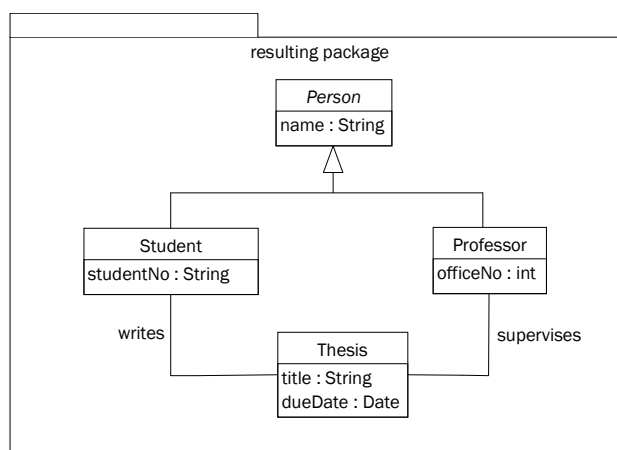 resulting package
Person
name : String
Student
studentNo : String
Professor
officeNo : int
writes
supervises
Thesis
title : String
dueDate : Date